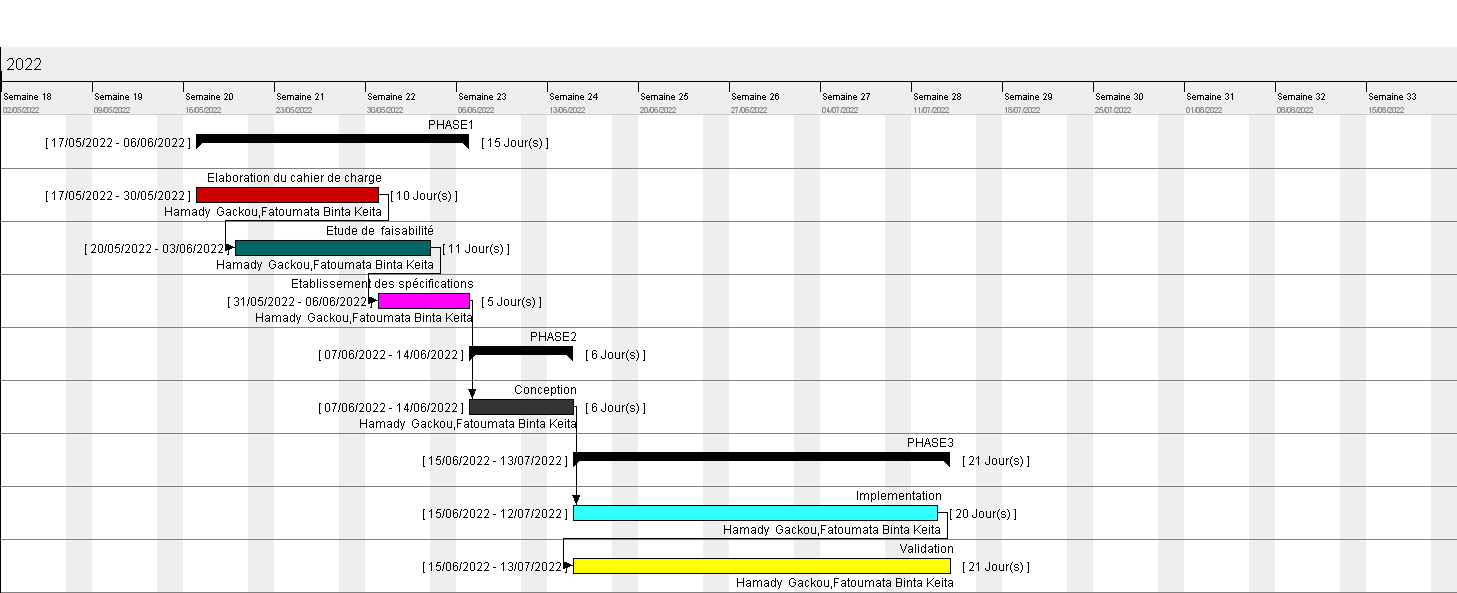 2022
Semaine 18 Semaine 19 Semaine 20 Semaine 21 Semaine 22 Semaine 23 Semaine 24 Semaine 25 Semaine 26 Semaine 27 Semaine 28 Semaine 29 Semaine 30 Semaine 31 Semaine 32 Semaine 33
02/05/2022 09/05/2022 16/05/2022 23/05/2022 30/05/2022 06/06/2022 13/06/2022 20/06/2022 27/06/2022 04/07/2022 11/07/2022 18/07/2022 25/07/2022 01/08/2022 08/08/2022 15/08/2022
PHASE1
[ 17/05/2022 - 06/06/2022 ] [ 15 Jour(s) ]
Elaboration du cahier de charge
[ 17/05/2022 - 30/05/2022 ] [ 10 Jour(s) ]
Hamady Gackou,Fatoumata Binta Keita
Etude de faisabilité
[ 20/05/2022 - 03/06/2022 ] [ 11 Jour(s) ]
Hamady Gackou,Fatoumata Binta Keita
Etablissement des spécifications
[ 31/05/2022 - 06/06/2022 ] [ 5 Jour(s) ]
Hamady Gackou,Fatoumata Binta Keita
PHASE2
[ 07/06/2022 - 14/06/2022 ] [ 6 Jour(s) ]
Conception
[ 07/06/2022 - 14/06/2022 ] [ 6 Jour(s) ]
Hamady Gackou,Fatoumata Binta Keita
PHASE3
[ 15/06/2022 - 13/07/2022 ] [ 21 Jour(s) ]
Implementation
[ 15/06/2022 - 12/07/2022 ] [ 20 Jour(s) ]
Hamady Gackou,Fatoumata Binta Keita
Validation
[ 15/06/2022 - 13/07/2022 ] [ 21 Jour(s) ]
Hamady Gackou,Fatoumata Binta Keita